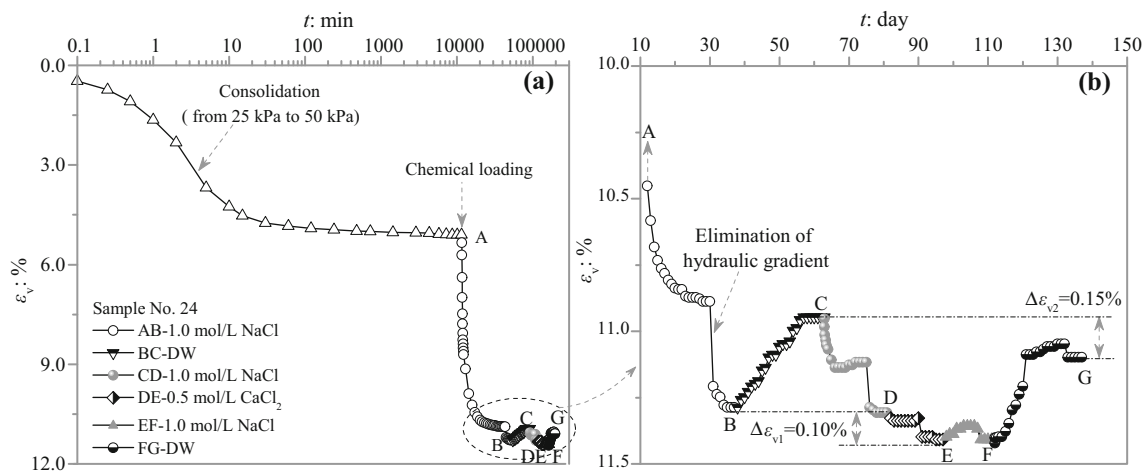 t: min
0.1 1 10 100 1000 10000 100000
0.0
3.0
6.0
9.0
12.0
εv: %
(a)
Consolidation
( from 25 kPa to 50 kPa)
Chemical loading
A
B
C
DE
F
G
Sample No. 24
AB-1.0 mol/L NaCl
BC-DW
CD-1.0 mol/L NaCl
DE-0.5 mol/L CaCl2
EF-1.0 mol/L NaCl
FG-DW
t: day
10 30 50 70 90 110 130 150
10.0
10.5
11.0
11.5
εv: %
(b)
A
Elimination of
hydraulic gradient
C
Δεv2=0.15%
G
D
B
Δεv1=0.10%
E
F